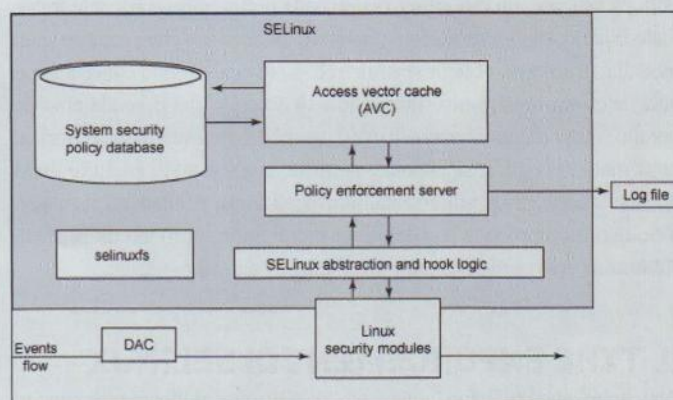 SELinux
Access vector cache
(AVC)
System security
policy database
Policy enforcement server
Log file
selinuxfs
SELinux abstraction and hook logic
Linux
security modules
DAC
Events
flow